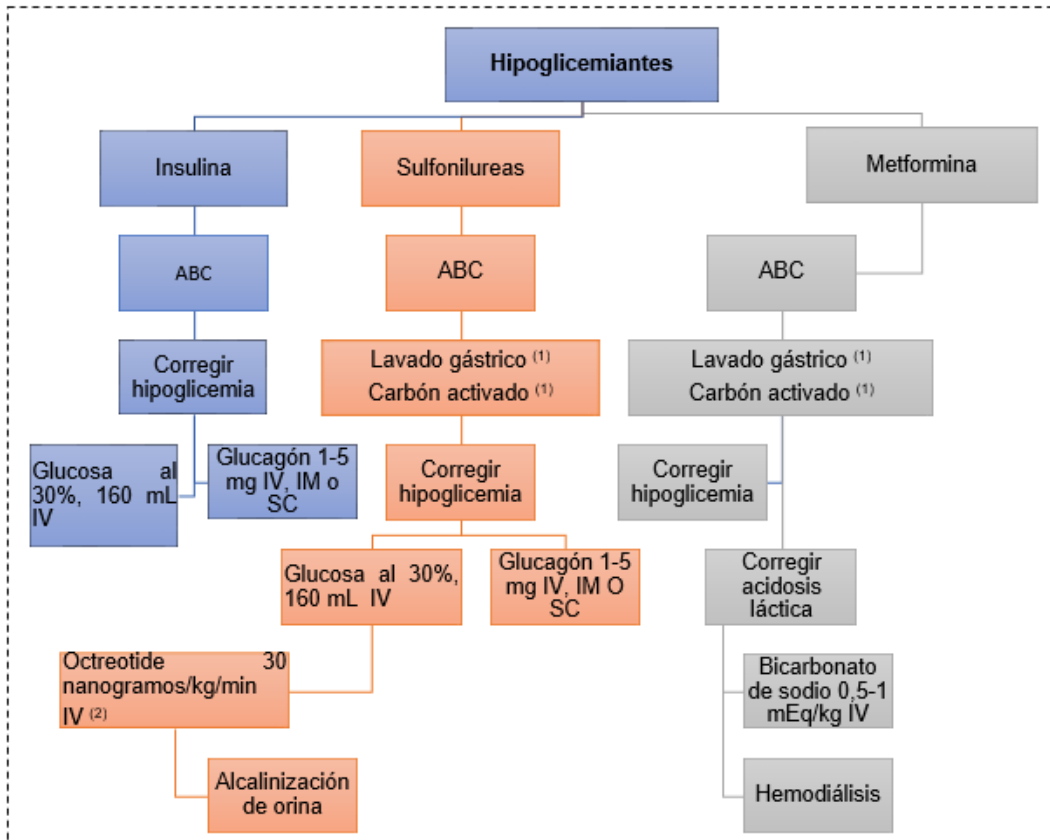 Hipoglicemiantes
Insulina
Sulfonilureas
Metformina
ABC
ABC
ABC
Corregir
hipoglicemia
Lavado gástrico (1)
Carbón activado (1)
Lavado gástrico (1)
Carbón activado (1)
Glucosa al
30%, 160 mL
IV
Glucagón 1-5
mg IV, IM o
SC
Corregir
hipoglicemia
Corregir
hipoglicemia
Glucosa al 30%,
160 mL IV
Glucagón 1-5
mg IV, IM O
SC
Corregir
acidosis
láctica
Octreotide 30
nanogramos/kg/min
IV (2)
Bicarbonato
de sodio 0,5-1
mEq/kg IV
Alcalinización
de orina
Hemodiálisis